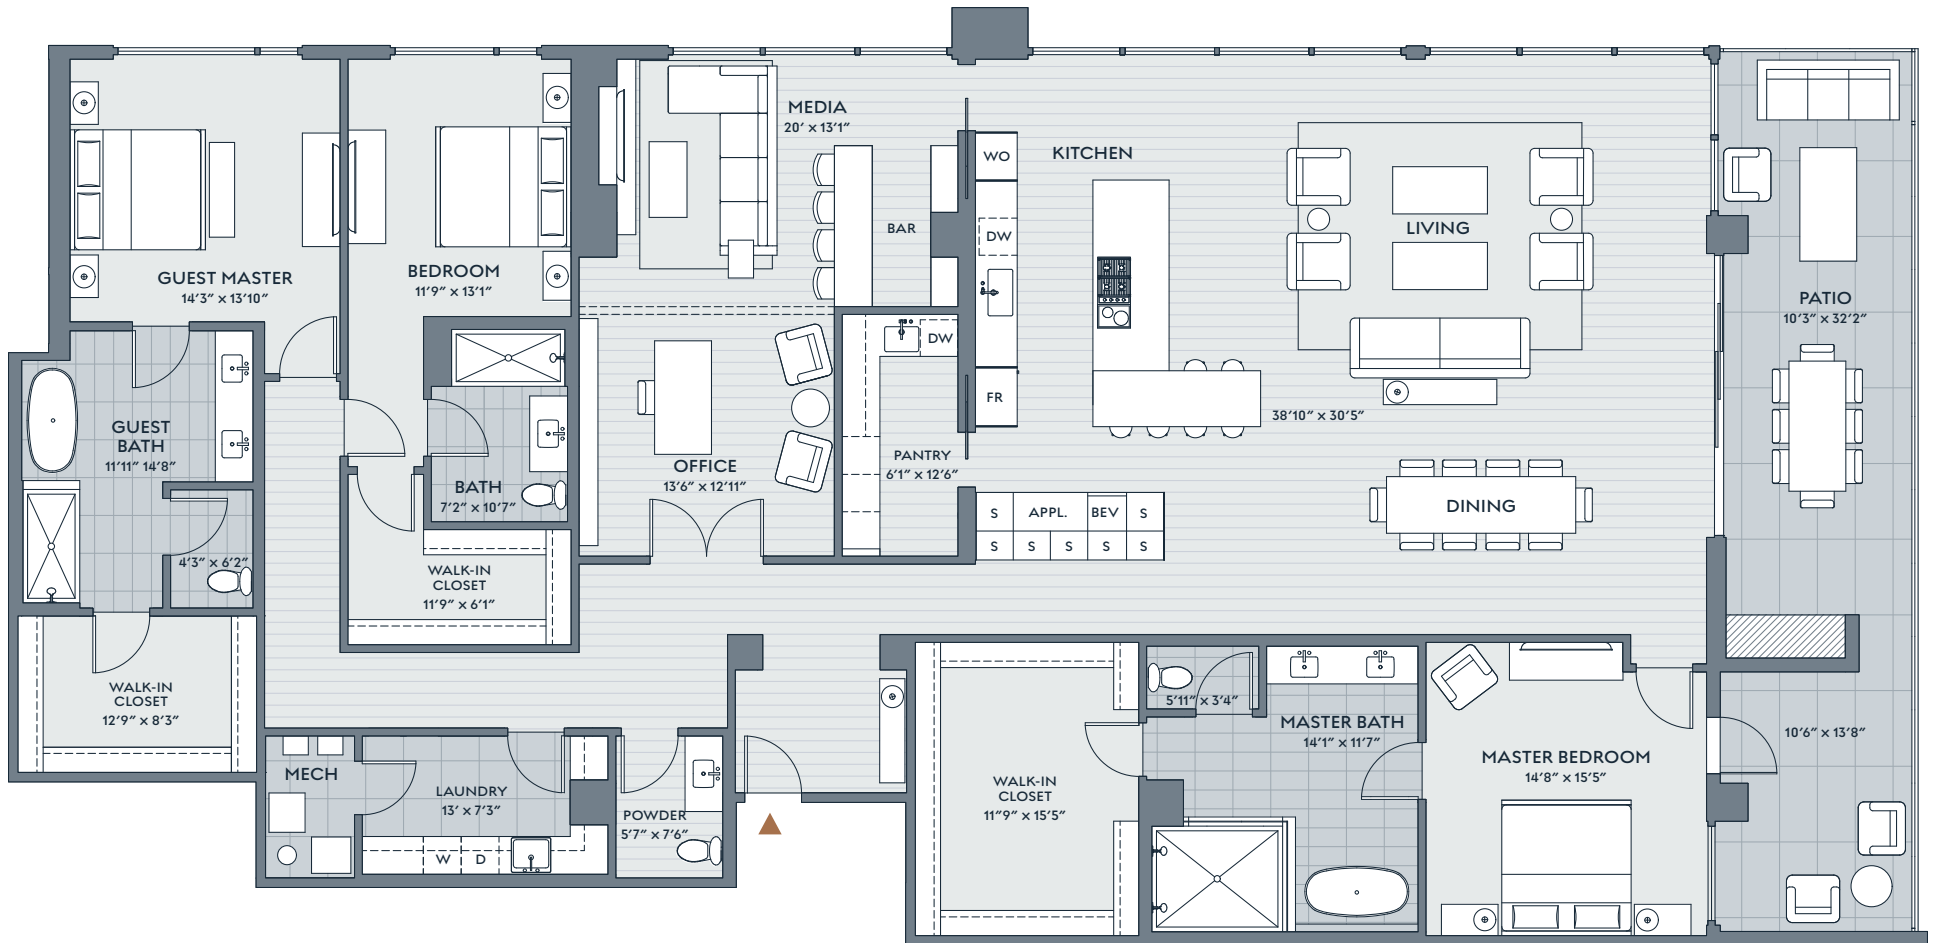 MEDIA
20' x 13'1"
WO
KITCHEN
DW
BAR
LIVING
GUEST MASTER
14'3" x 13'10"
BEDROOM
11'9" x 13'1"
PATIO
10'3" x 32'2"
DW
FR
38'10" x 30'5"
GUEST
BATH
11'11" 14'8"
BATH
7'2" x 10'7"
OFFICE
13'6" x 12'11"
PANTRY
6'1" x 12'6"
DINING
S
APPL.
BEV
S
S
S
S
S
S
4'3" x 6'2"
WALK-IN
CLOSET
11'9" x 6'1"
WALK-IN
CLOSET
12'9" x 8'3"
5'11" x 3'4"
MASTER BATH
14'1" x 11'7"
MASTER BEDROOM
14'8" x 15'5"
10'6" x 13'8"
MECH
LAUNDRY
13' x 7'3"
W
D
POWDER
5'7" x 7'6"
WALK-IN
CLOSET
11"9" x 15'5"